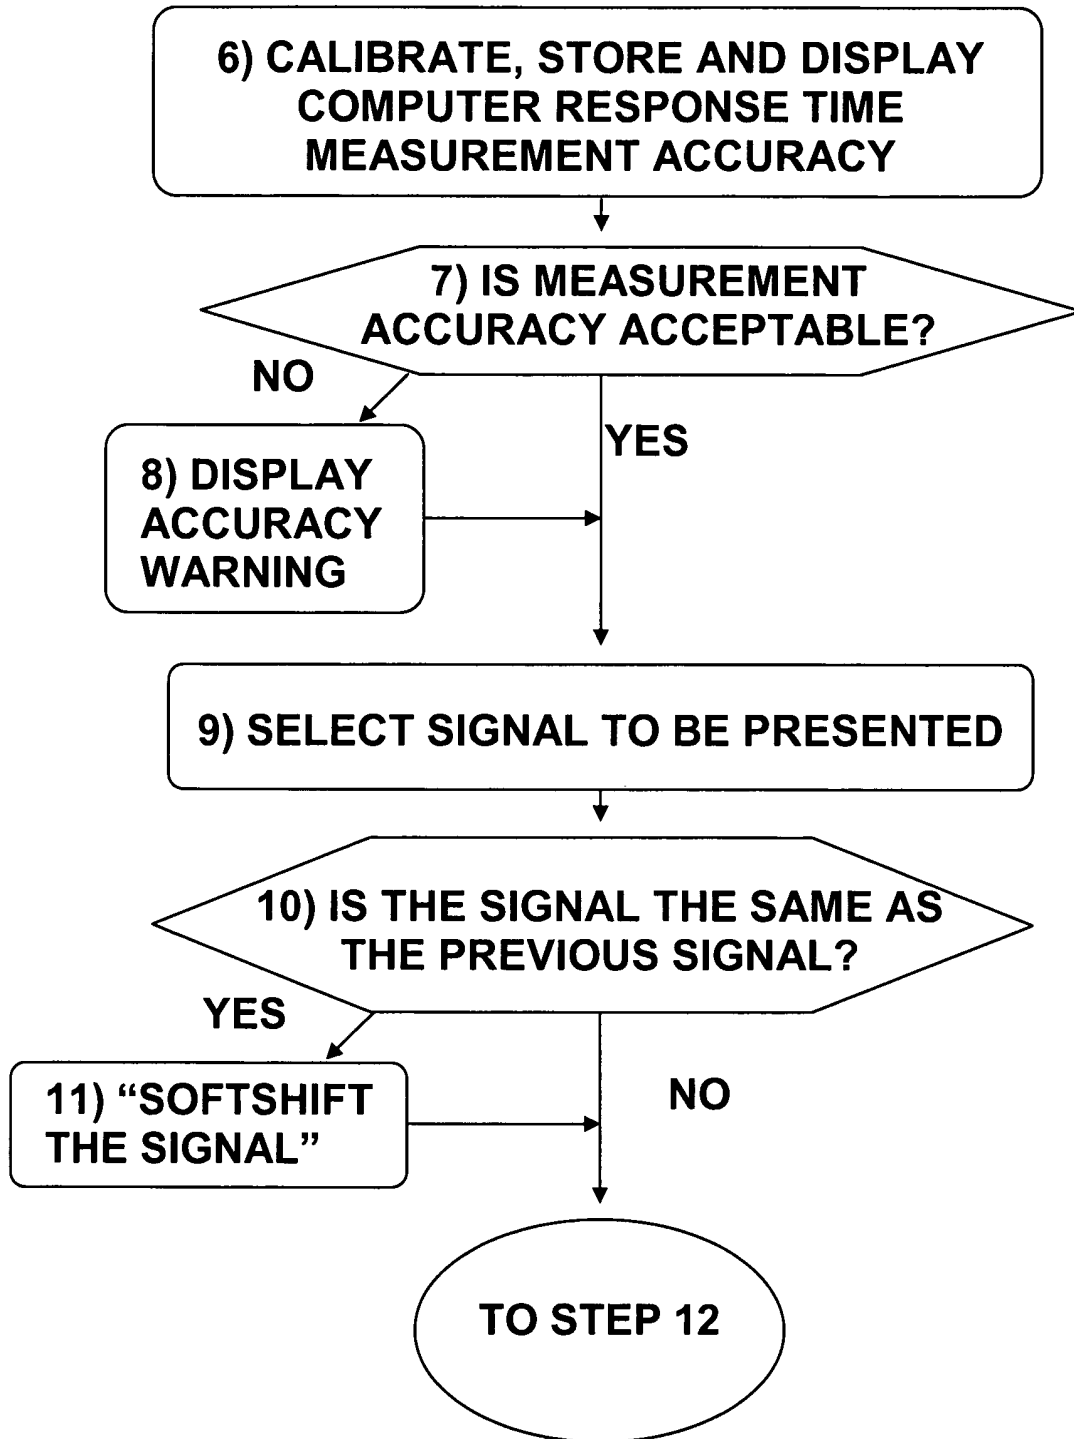 6) CALIBRATE, STORE AND DISPLAY
COMPUTER RESPONSE TIME
MEASUREMENT ACCURACY
7) IS MEASUREMENT
ACCURACY ACCEPTABLE?
NO
YES
8) DISPLAY
ACCURACY
WARNING
9) SELECT SIGNAL TO BE PRESENTED
10) IS THE SIGNAL THE SAME AS
THE PREVIOUS SIGNAL?
YES
NO
11) “SOFTSHIFT
THE SIGNAL”
TO STEP 12